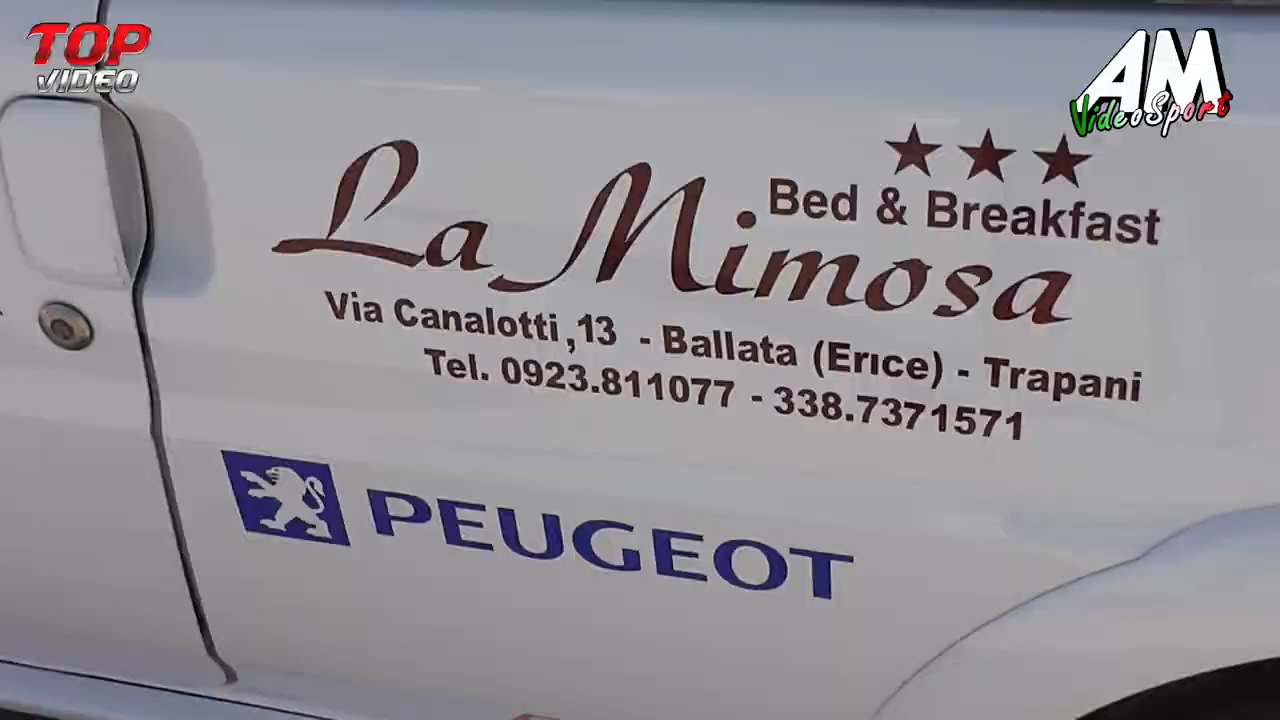 TOP
VIDEO
AM
VideoSport
★★★
Bed & Breakfast
La Mimosa
Via Canalotti,13 - Ballata (Erice) - Trapani
Tel. 0923.811077 - 338.7371571
PEUGEOT